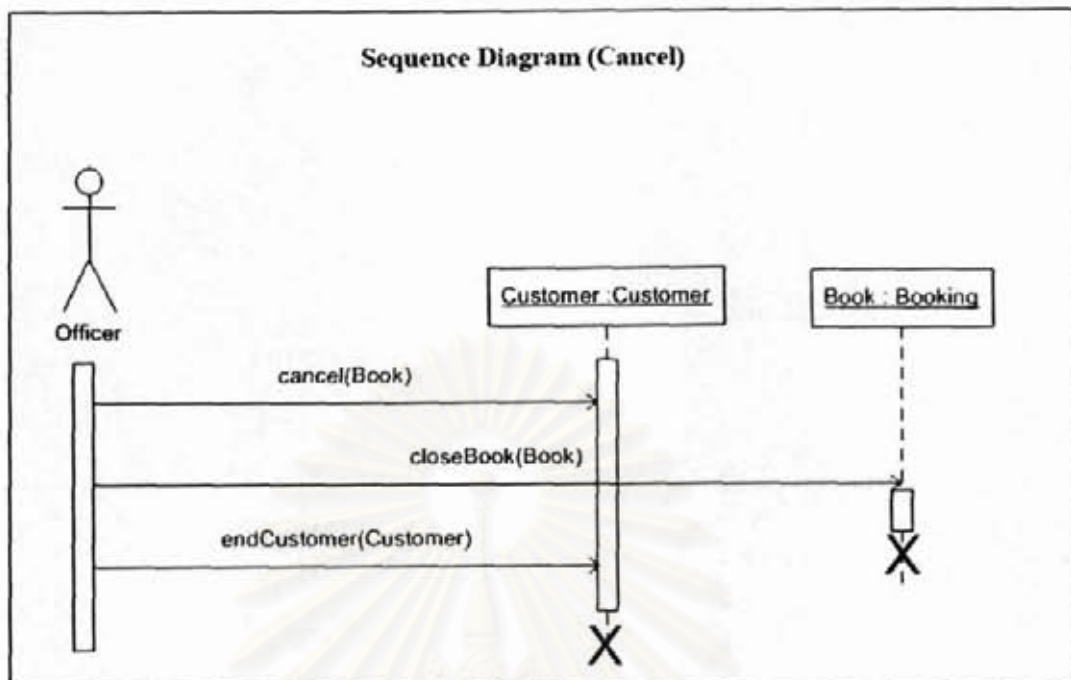 Sequence Diagram (Cancel)
Officer
Customer :Customer
Book : Booking
cancel(Book)
closeBook(Book)
endCustomer(Customer)